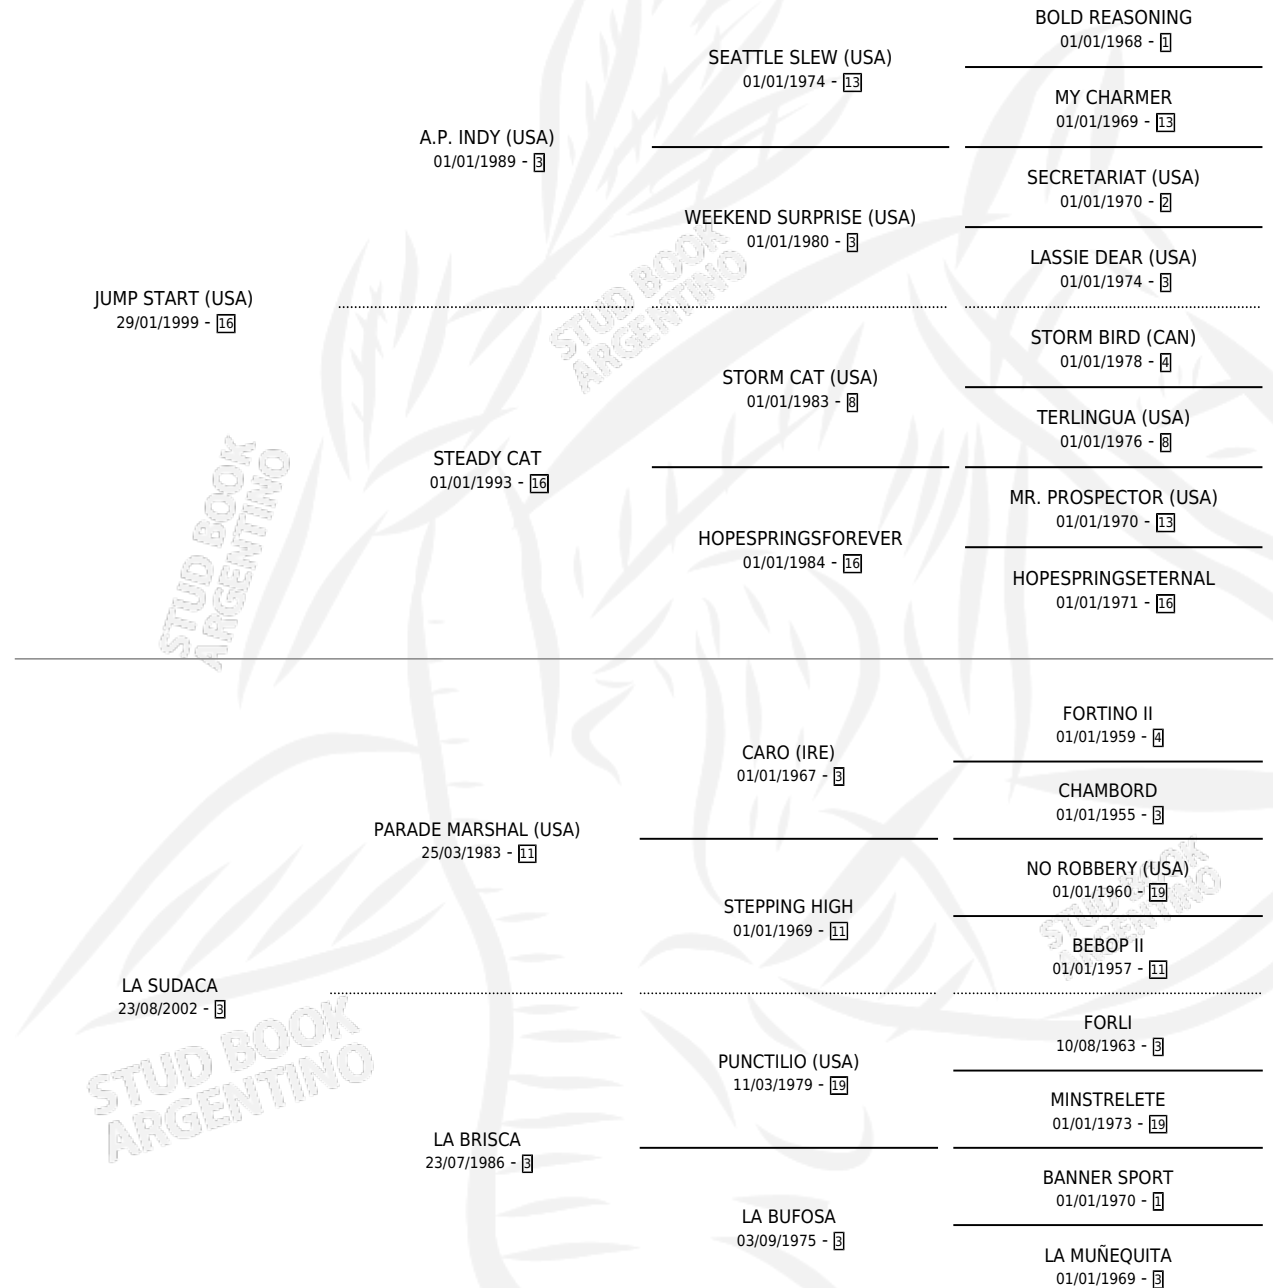 BOLD REASONING
01/01/1968 - 1
SEATTLE SLEW (USA)
01/01/1974 - 13
MY CHARMER
01/01/1969 - 13
A.P. INDY (USA)
01/01/1989 - 3
SECRETARIAT (USA)
01/01/1970 - 2
WEEKEND SURPRISE (USA)
01/01/1980 - 3
LASSIE DEAR (USA)
01/01/1974 - 3
JUMP START (USA)
29/01/1999 - 16
STUD BOOK
ARGENTINO
STORM BIRD (CAN)
01/01/1978 - 4
STORM CAT (USA)
01/01/1983 - 8
TERLINGUA (USA)
01/01/1976 - 8
STEADY CAT
01/01/1993 - 16
MR. PROSPECTOR (USA)
01/01/1970 - 13
HOPESPRINGSFOREVER
01/01/1984 - 16
HOPESPRINGSETERNAL
01/01/1971 - 16
STUD BOOK
ARGENTINO
FORTINO II
01/01/1959 - 4
CARO (IRE)
01/01/1967 - 3
CHAMBORD
01/01/1955 - 3
PARADE MARSHAL (USA)
25/03/1983 - 11
NO ROBBERY (USA)
01/01/1960 - 19
STEPPING HIGH
01/01/1969 - 11
STUD BOOK
ARGENTINO
BEBOP II
01/01/1957 - 11
LA SUDACA
23/08/2002 - 3
STUD BOOK
ARGENTINO
FORLI
10/08/1963 - 3
PUNCTILIO (USA)
11/03/1979 - 19
MINSTRELETE
01/01/1973 - 19
LA BRISCA
23/07/1986 - 3
BANNER SPORT
01/01/1970 - 1
LA BUFOSA
03/09/1975 - 3
LA MUÑEQUITA
01/01/1969 - 3